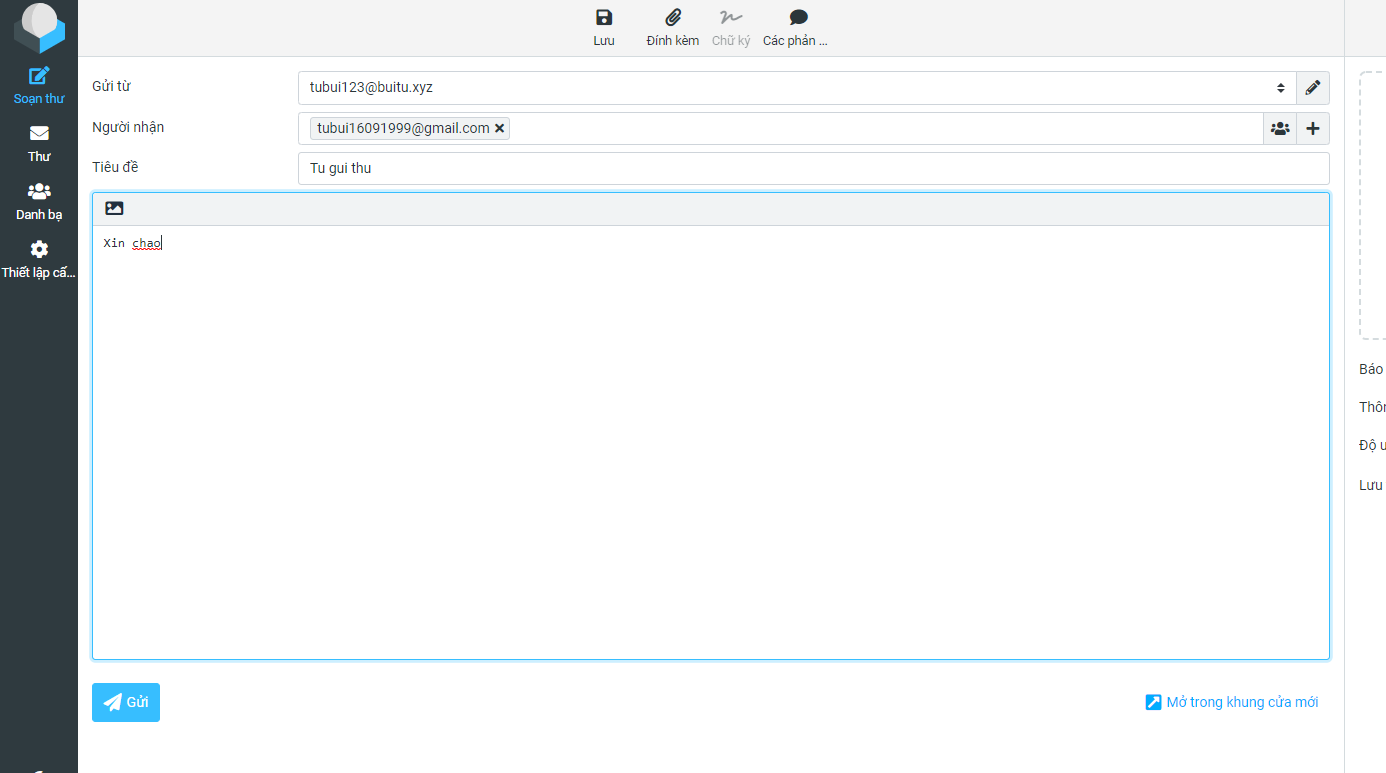 Lưu
Đính kèm
Chữ ký
Các phản ...
Soạn thư
Thư
Danh bạ
Thiết lập cấ...
Gửi từ
tubui123@buitu.xyz
Người nhận
tubui16091999@gmail.com
Tiêu đề
Tu gui thu
Xin chao
Báo
Thôn
Độ ư
Lưu
Gửi
Mở trong khung cửa mới